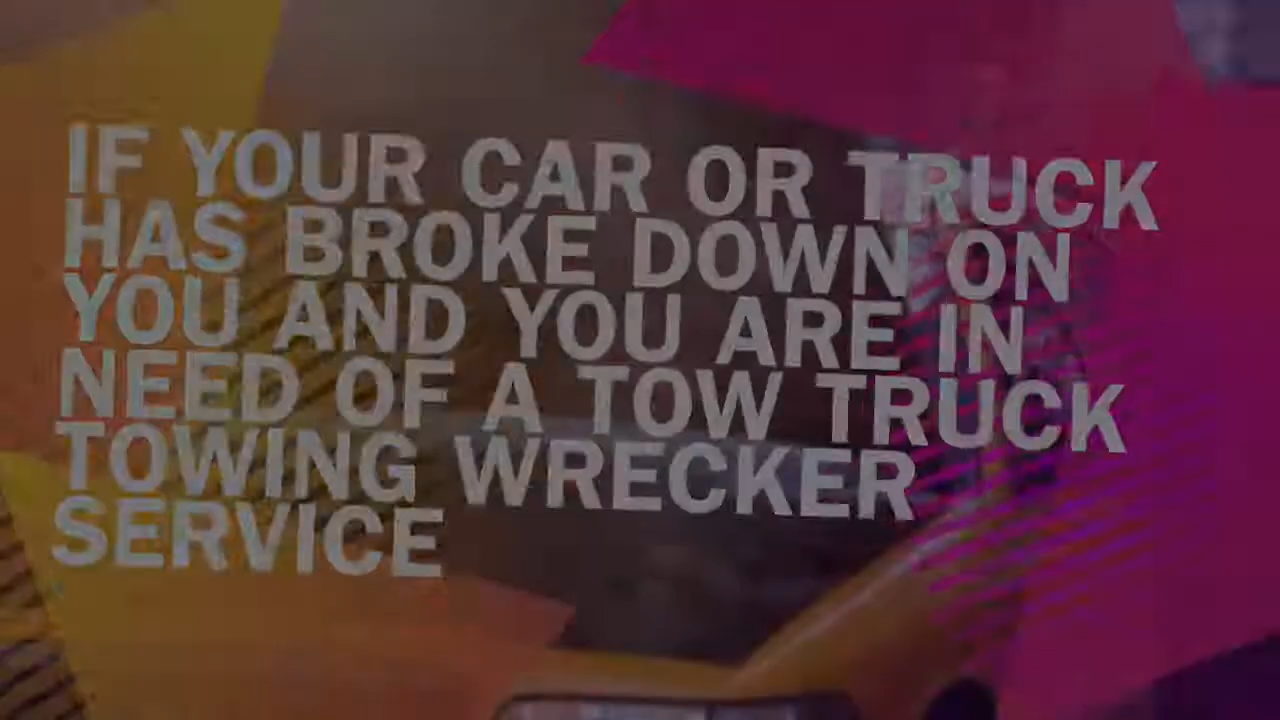 IF YOUR CAR OR TRUCK
HAS BROKE DOWN ON
YOU AND YOU ARE IN
NEED OF A TOW TRUCK
TOWING WRECKER
SERVICE